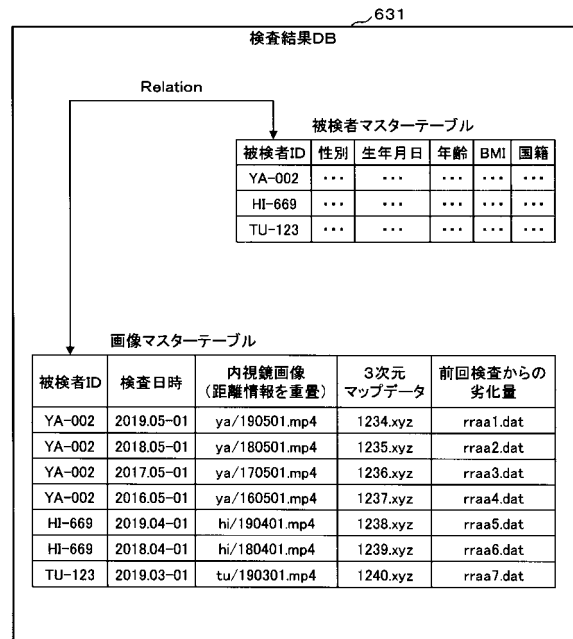 631
検査結果DB
Relation
被検者マスターテーブル
被検者ID 性別 生年月日 年齢 BMI 国籍
YA-002 ･･･ ･･･ ･･･ ･･･ ･･･
HI-669 ･･･ ･･･ ･･･ ･･･ ･･･
TU-123 ･･･ ･･･ ･･･ ･･･ ･･･
画像マスターテーブル
被検者ID 検査日時 内視鏡画像 3次元 前回検査からの
(距離情報を重畳) マップデータ 劣化量
YA-002 2019.05-01 ya/190501.mp4 1234.xyz rraa1.dat
YA-002 2018.05-01 ya/180501.mp4 1235.xyz rraa2.dat
YA-002 2017.05-01 ya/170501.mp4 1236.xyz rraa3.dat
YA-002 2016.05-01 ya/160501.mp4 1237.xyz rraa4.dat
HI-669 2019.04-01 hi/190401.mp4 1238.xyz rraa5.dat
HI-669 2018.04-01 hi/180401.mp4 1239.xyz rraa6.dat
TU-123 2019.03-01 tu/190301.mp4 1240.xyz rraa7.dat